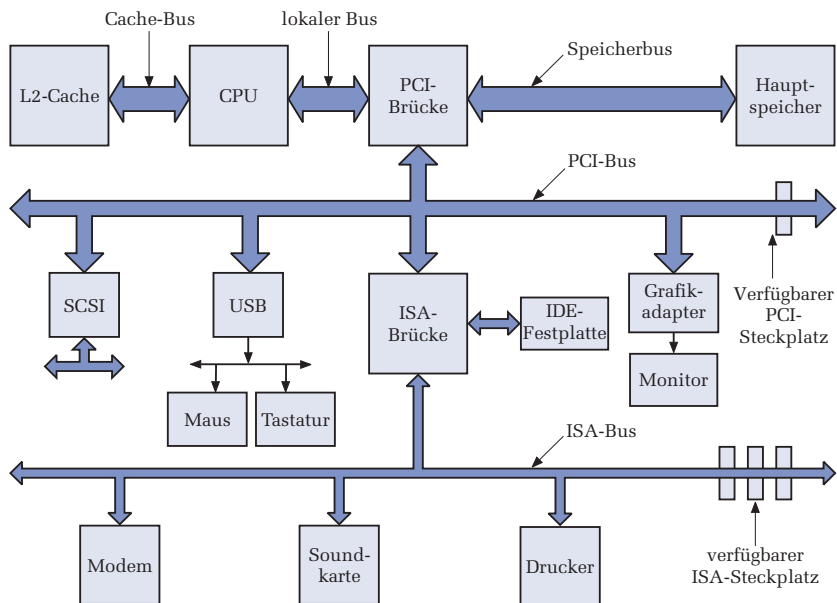 Cache-Bus
lokaler Bus
Speicherbus
L2-Cache
CPU
PCI-
Brücke
Haupt-
speicher
PCI-Bus
SCSI
USB
ISA-
Brücke
IDE-
Festplatte
Grafik-
adapter
Verfügbarer
PCI-
Steckplatz
Monitor
Maus
Tastatur
ISA-Bus
Modem
Sound-
karte
Drucker
verfügbarer
ISA-Steckplatz